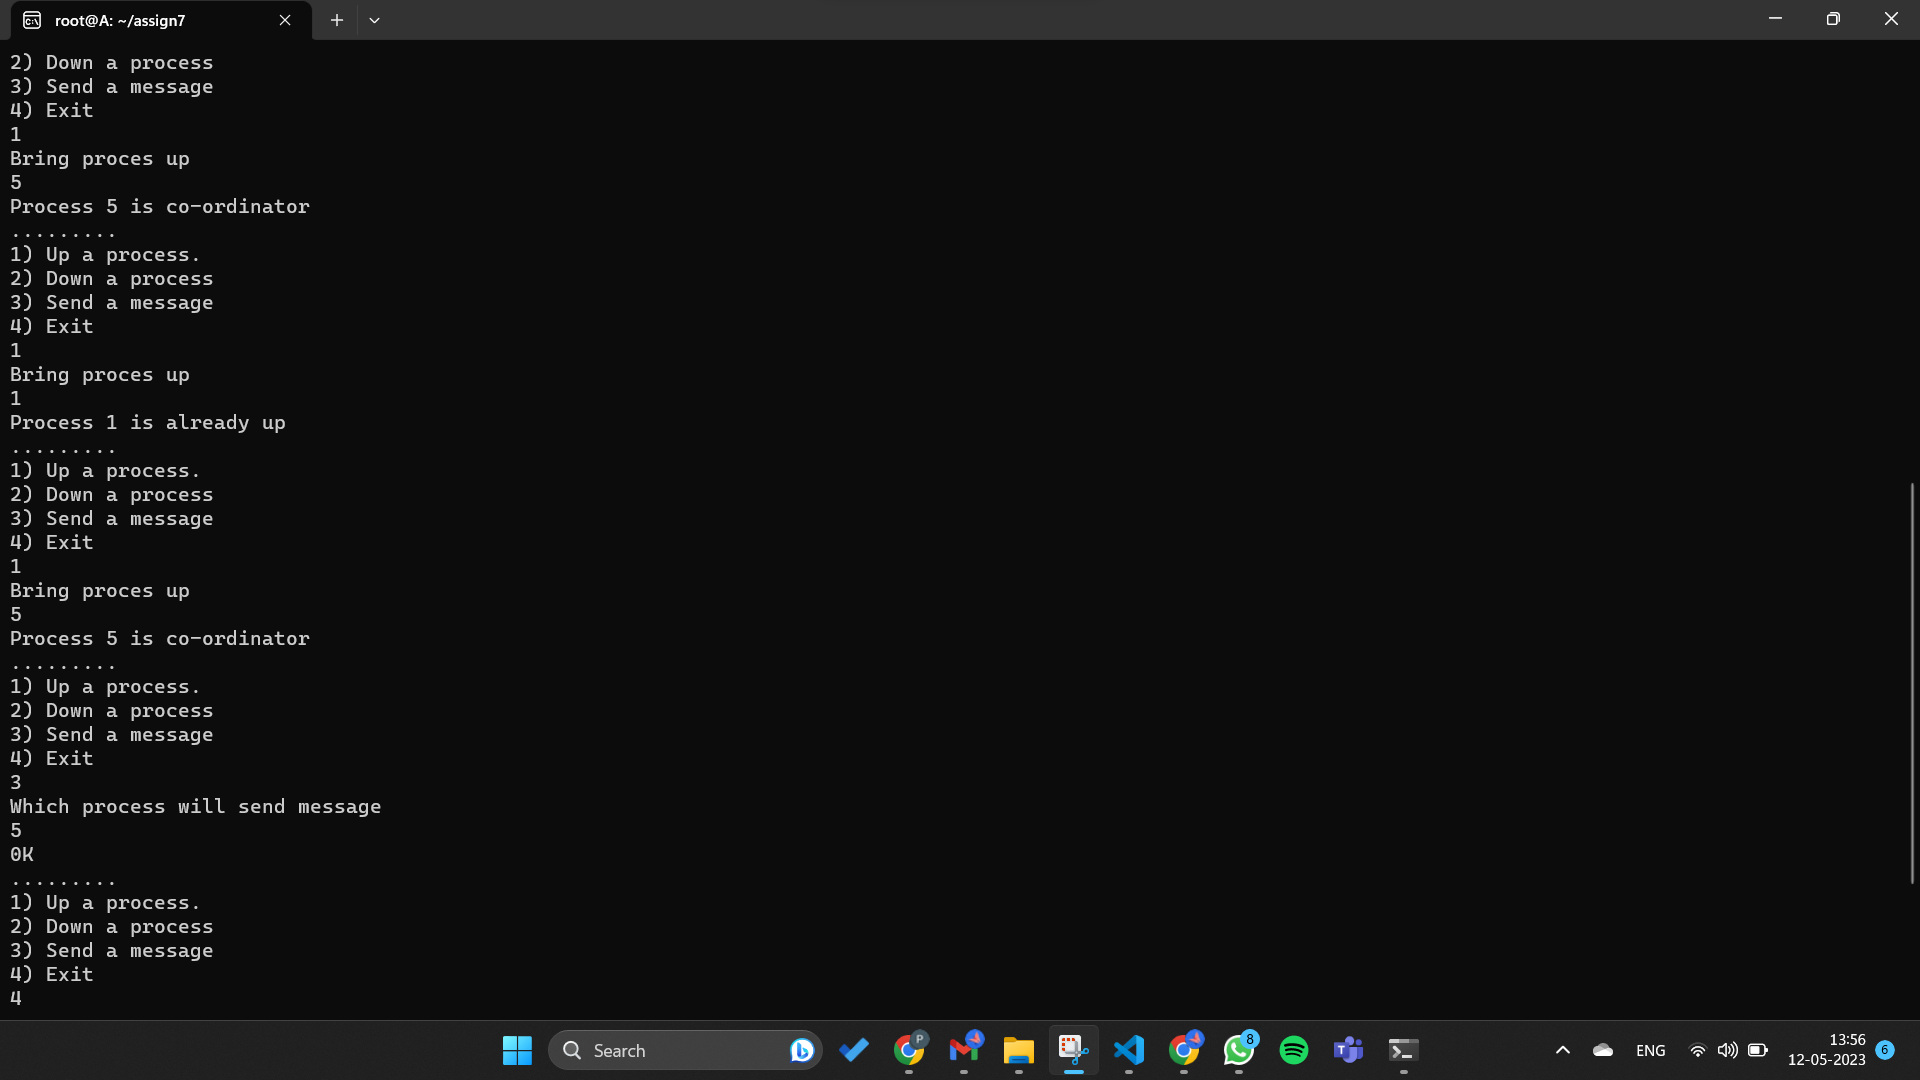 root@A: ~/assign7
2) Down a process
3) Send a message
4) Exit
1
Bring proces up
5
Process 5 is co-ordinator
.........
1) Up a process.
2) Down a process
3) Send a message
4) Exit
1
Bring proces up
1
Process 1 is already up
.........
1) Up a process.
2) Down a process
3) Send a message
4) Exit
1
Bring proces up
5
Process 5 is co-ordinator
.........
1) Up a process.
2) Down a process
3) Send a message
4) Exit
3
Which process will send message
5
0K
.........
1) Up a process.
2) Down a process
3) Send a message
4) Exit
4
Search
P
8
ENG
13:56
12-05-2023
6